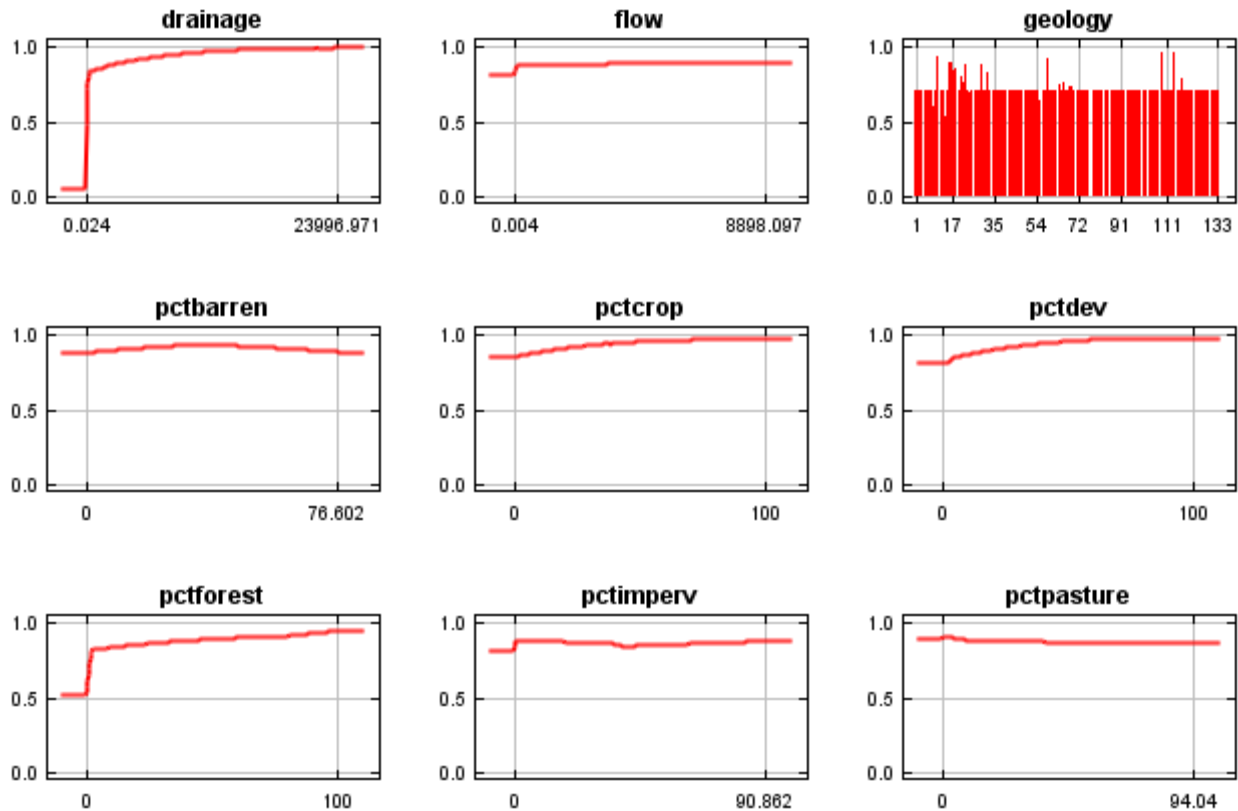 drainage flow geology
1.0 1.0 1.0
0.5 0.5 0.5
0.0 0.0 0.0
0.024 23996.971 0.004 8898.097 1 17 35 54 72 91 111 133
pctbarren pctcrop pctdev
1.0 1.0 1.0
0.5 0.5 0.5
0.0 0.0 0.0
0 76.602 0 100 0 100
pctforest pctimperv pctpasture
1.0 1.0 1.0
0.5 0.5 0.5
0.0 0.0 0.0
0 100 0 90.862 0 94.04